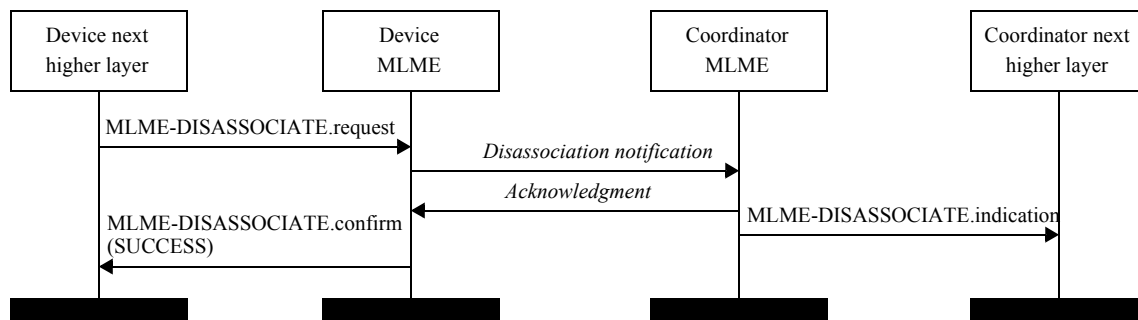 Device next
higher layer
Device
MLME
Coordinator
MLME
Coordinator next
higher layer
MLME-DISASSOCIATE.request
Disassociation notification
Acknowledgment
MLME-DISASSOCIATE.indication
MLME-DISASSOCIATE.confirm
(SUCCESS)